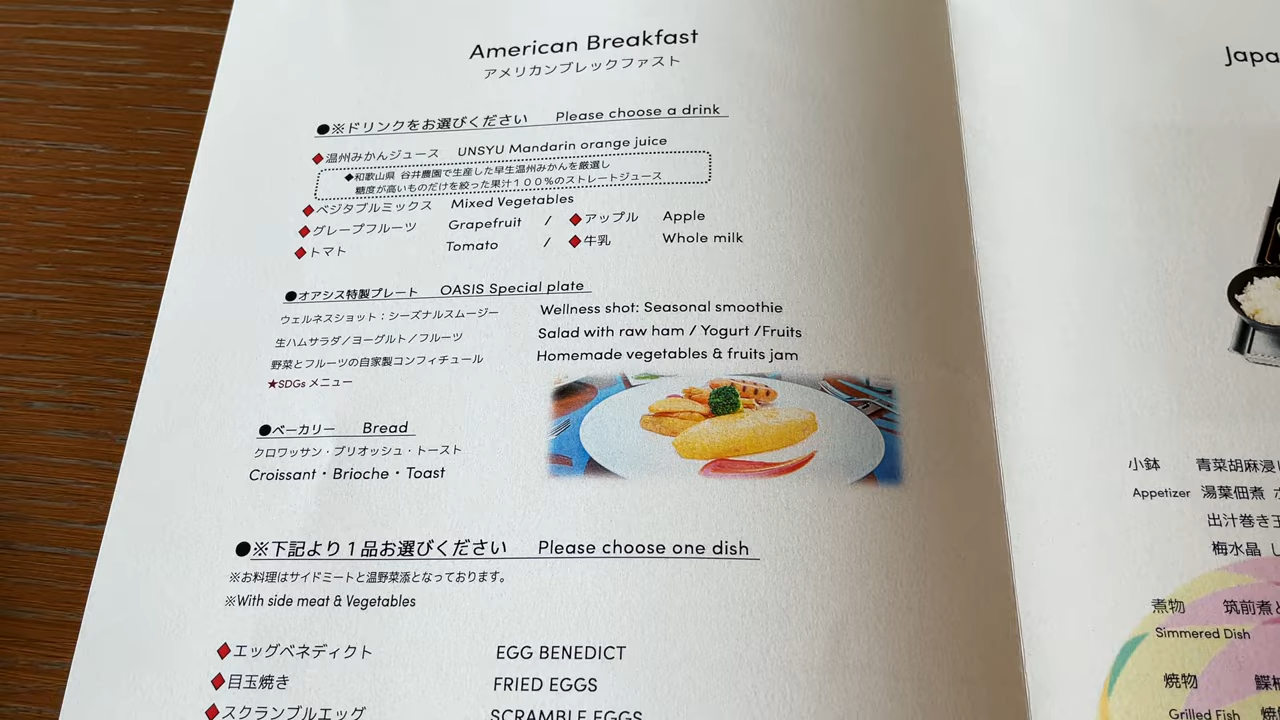 American Breakfast
アメリカンブレックファスト
●※ドリンクをお選びください Please choose a drink
◆温州みかんジュース UNSYU Mandarin orange juice
◆和歌山県 谷井農園で生産した早生温州みかんを厳選し
糖度が高いものだけを絞った果汁１００％のストレートジュース
◆ベジタブルミックス Mixed Vegetables
◆グレープフルーツ Grapefruit / ◆アップル Apple
◆トマト Tomato / ◆牛乳 Whole milk
●オアシス特製プレート OASIS Special plate
ウェルネスショット：シーズナルスムージー Wellness shot: Seasonal smoothie
生ハムサラダ／ヨーグルト／フルーツ Salad with raw ham / Yogurt /Fruits
野菜とフルーツの自家製コンフィチュール Homemade vegetables & fruits jam
★SDGs メニュー
●ベーカリー Bread
クロワッサン・ブリオッシュ・トースト
Croissant・Brioche・Toast
●※下記より１品お選びください Please choose one dish
※お料理はサイドミートと温野菜添となっております。
※With side meat & Vegetables
◆エッグベネディクト EGG BENEDICT
◆目玉焼き FRIED EGGS
◆スクランブルエッグ SCRAMBLE EGGS
Japa
小鉢 青菜胡麻浸
Appetizer 湯葉佃煮
出汁巻き
梅水晶
煮物 筑前煮
Simmered Dish
焼物
Grilled Fish